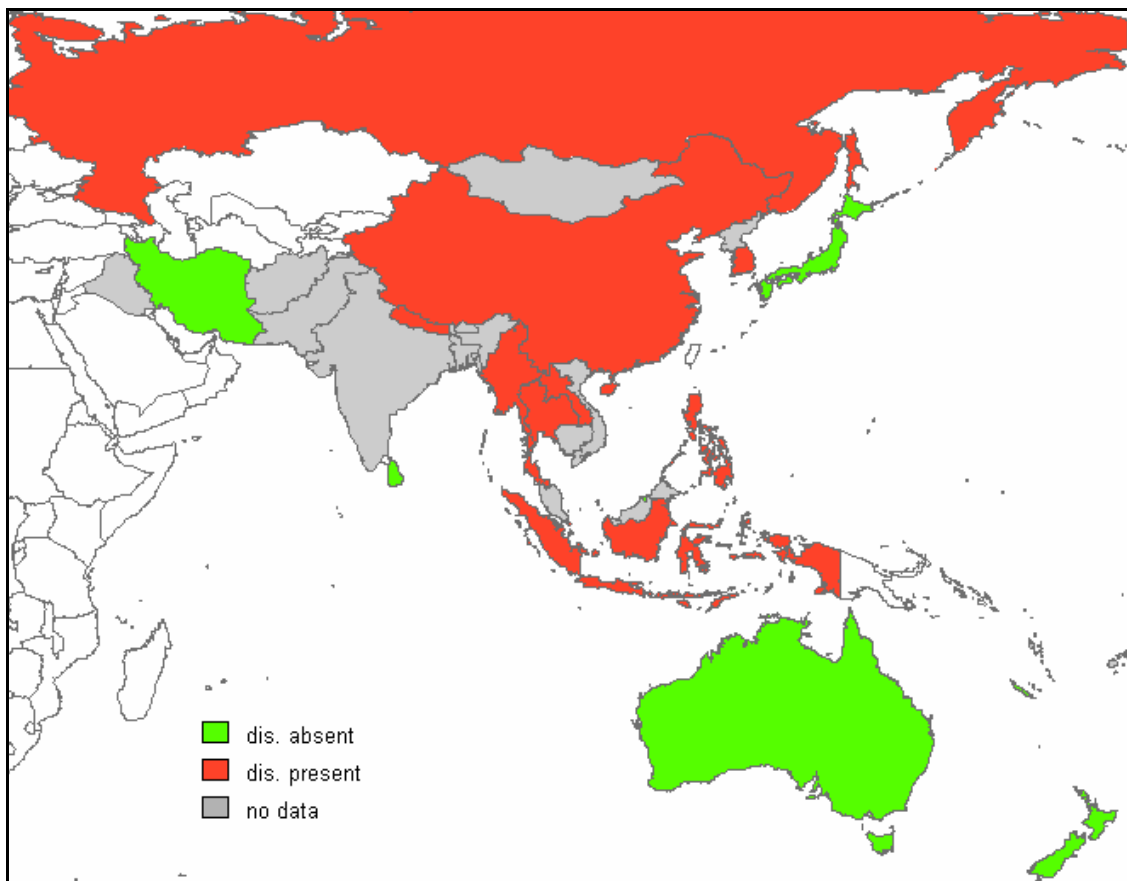 dis. absent
dis. present
no data